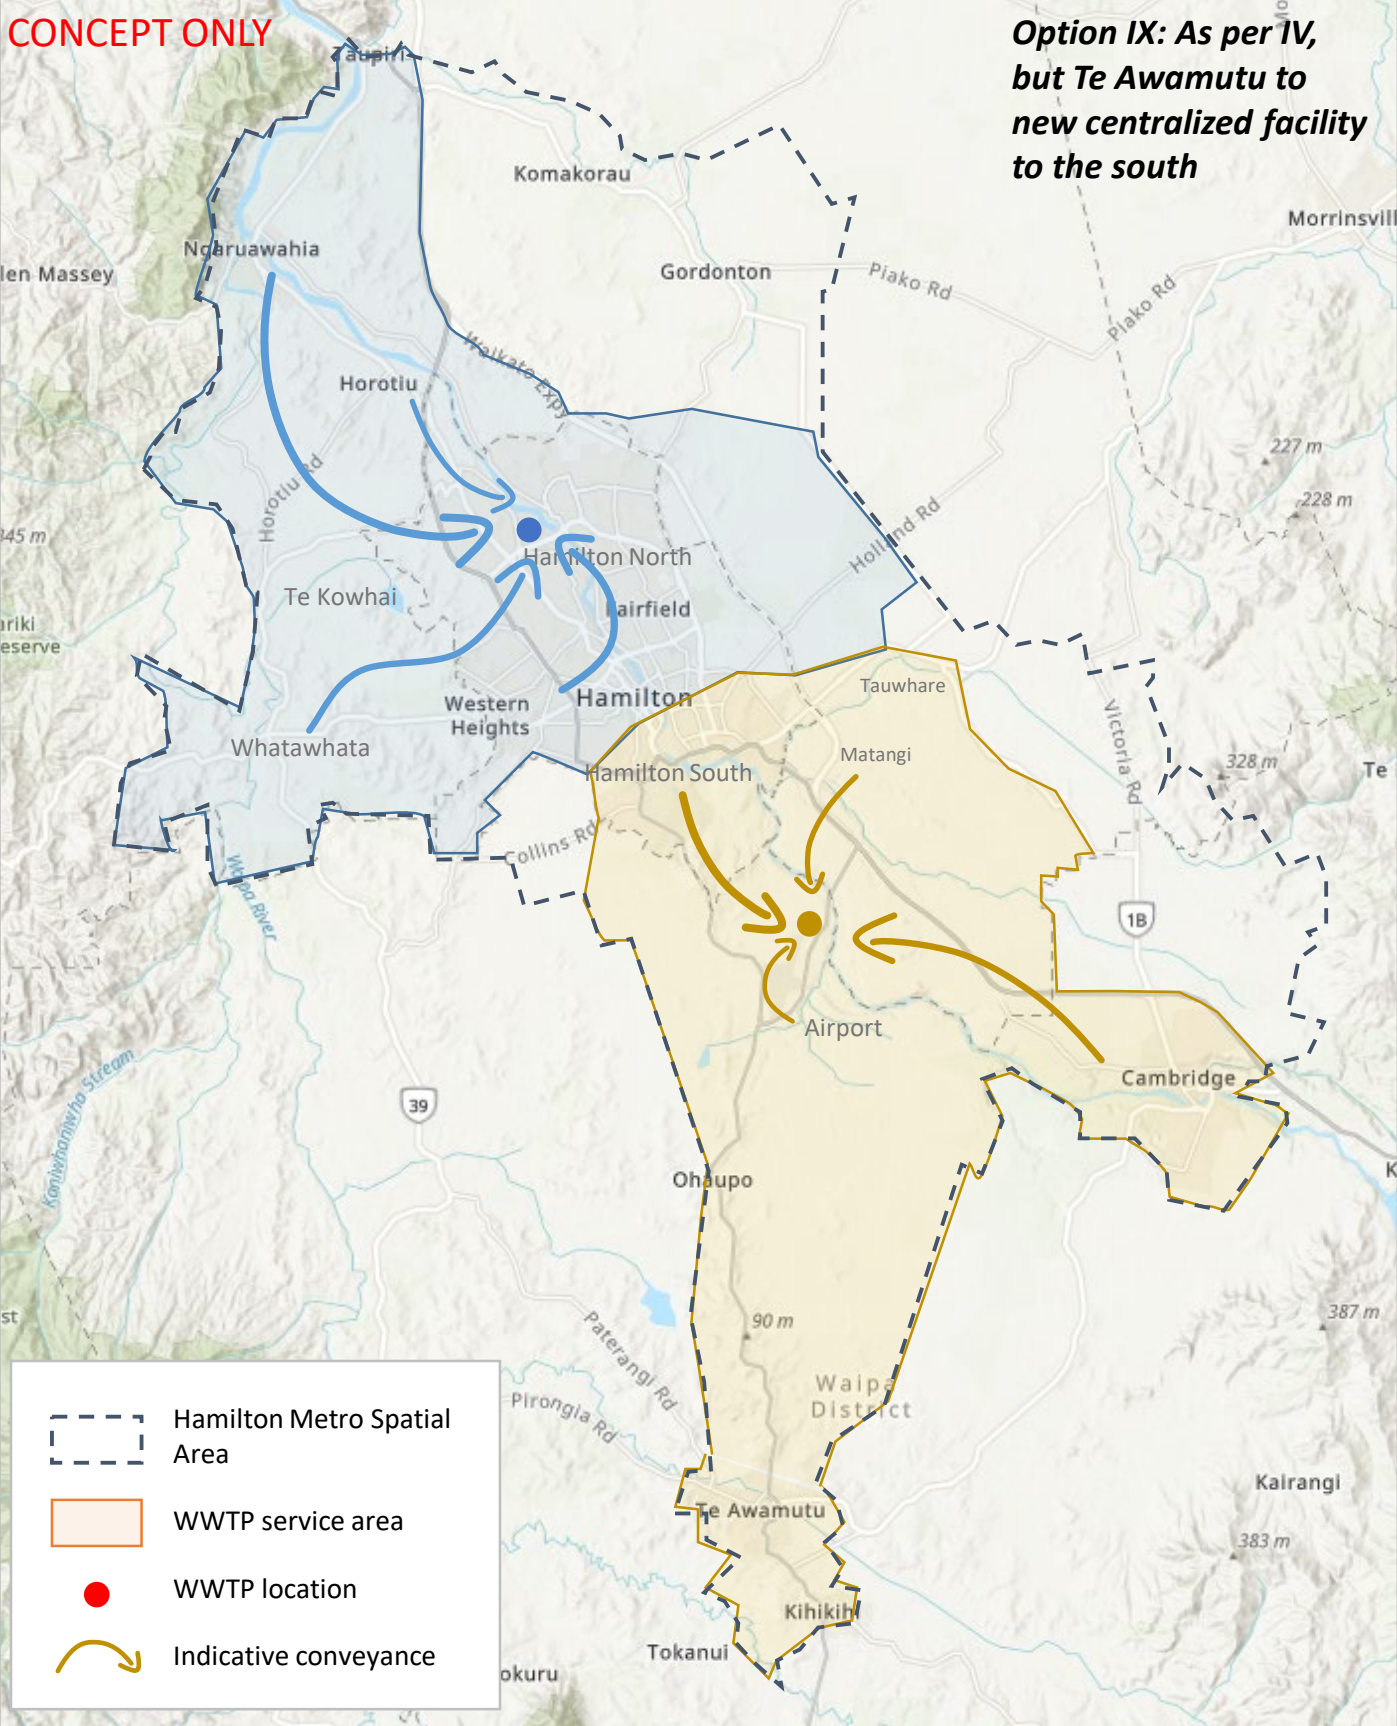 CONCEPT ONLY
Option IX: As per IV,
but Te Awamutu to
new centralized facility
to the south
Taupiri
Komakorau
Morrinsvill
Ngaruawahia
len Massey
Gordonton
Piako Rd
Piako Rd
Horotiu
Waikato Expy
227 m
228 m
Horotiu Rd
Holland Rd
345 m
Hamilton North
Te Kowhai
Fairfield
ariki
eserve
Tauwhare
Hamilton
Western
Heights
Victoria Rd
Whatawhata
Matangi
328 m
Te
Hamilton South
Collins Rd
Waipa River
1B
Airport
Kaniwhaniwha Stream
Cambridge
39
K
Ohaupo
90 m
387 m
st
Paterangi Rd
Waipa
District
Pirongia Rd
Kairangi
Te Awamutu
383 m
Kihikihi
Tokanui
okuru
Hamilton Metro Spatial
Area
WWTP service area
WWTP location
Indicative conveyance